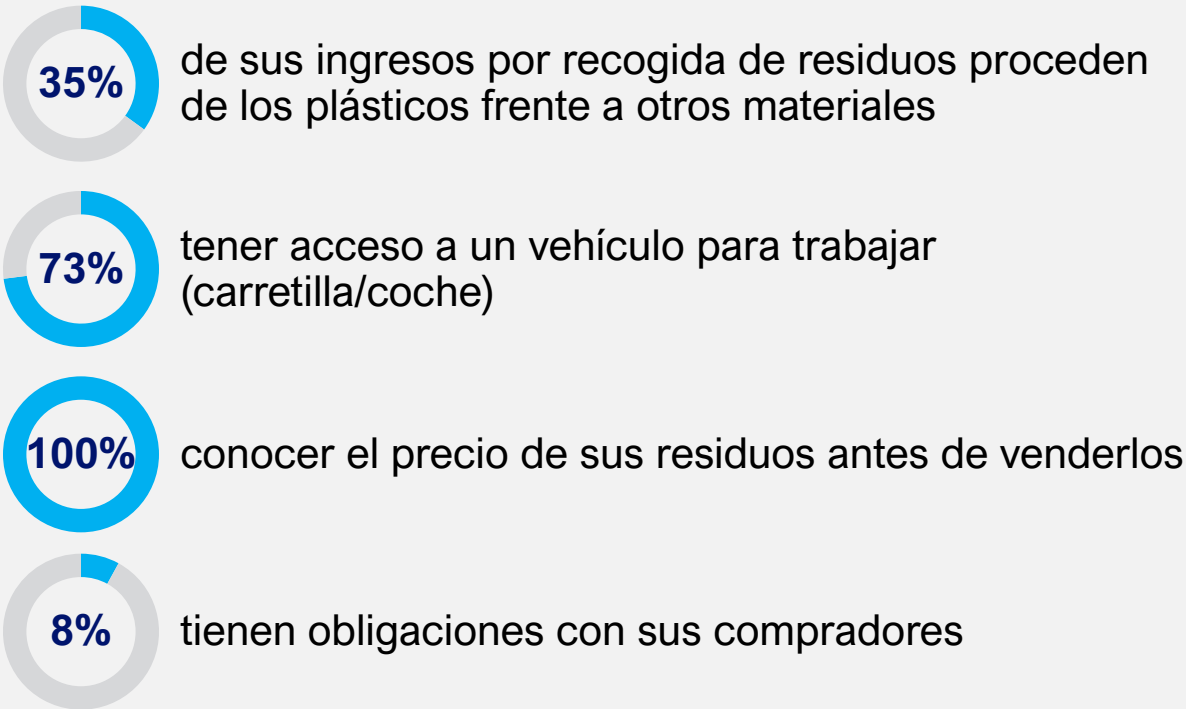 35%
de sus ingresos por recogida de residuos proceden
de los plásticos frente a otros materiales
73%
tener acceso a un vehículo para trabajar
(carretilla/coche)
100%
conocer el precio de sus residuos antes de venderlos
8%
tienen obligaciones con sus compradores